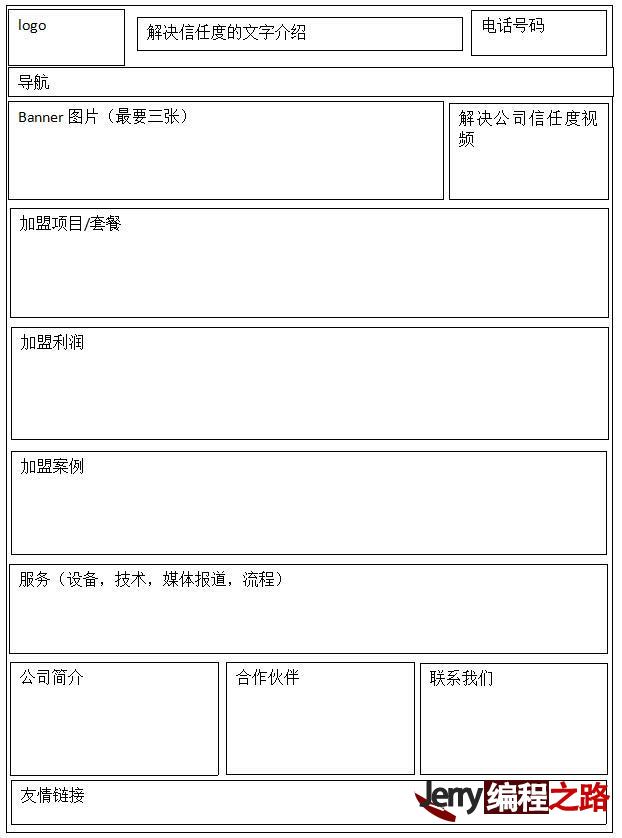 logo
解决信任度的文字介绍
电话号码
导航
Banner 图片（最要三张）
解决公司信任度视
频
加盟项目/套餐
加盟利润
加盟案例
服务（设备，技术，媒体报道，流程）
公司简介
合作伙伴
联系我们
友情链接
Jerry编程之路